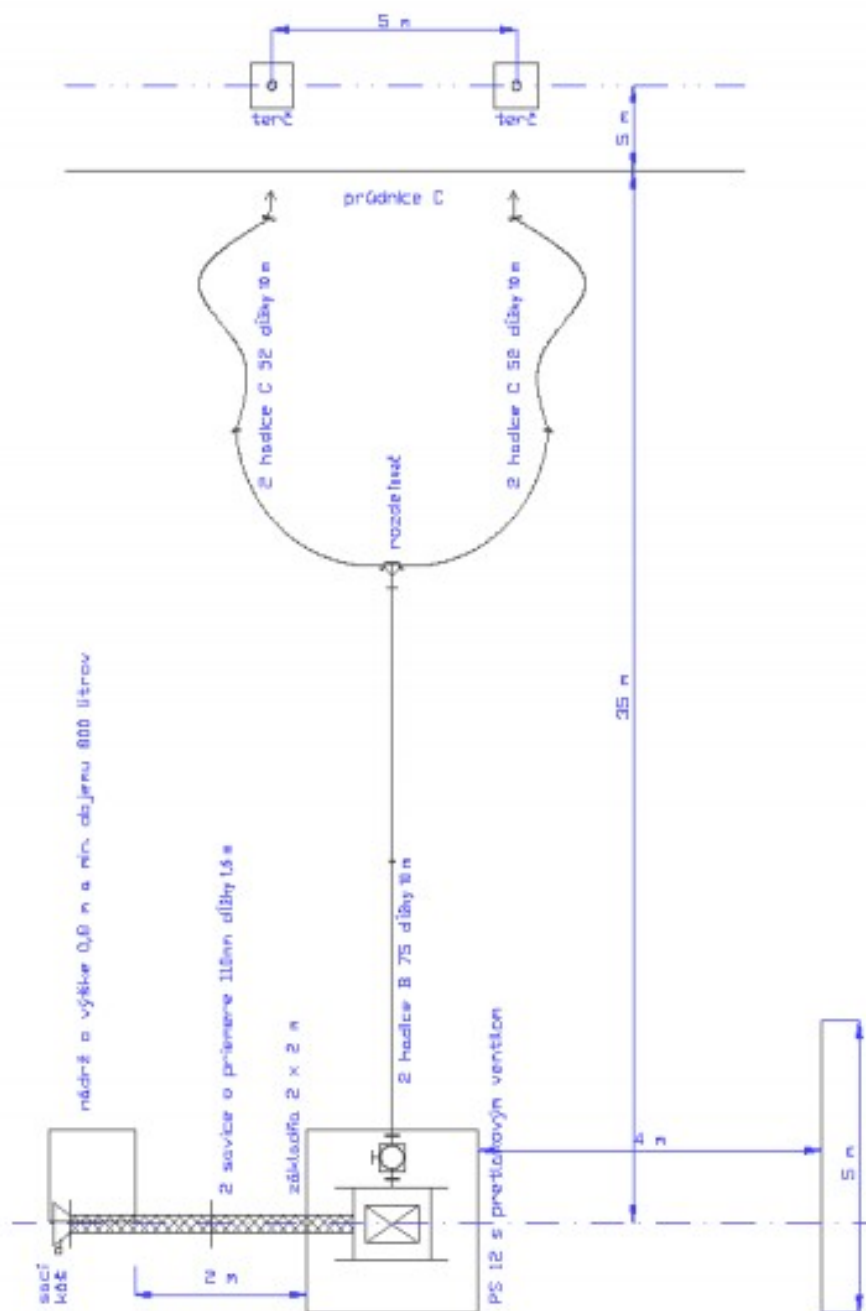 5 m
terč
terč
5 m
prúdnice C
2 hadice C 52 dĺžky 10 m
2 hadice C 52 dĺžky 10 m
rozdeľovač
35 m
nádrž o výške 0,8 m a min. objemu 800 litrov
2 savice o priemere 110mm dĺžky 1,6 m
základňa 2 x 2 m
2 hadice B 75 dĺžky 10 m
PS 12 s pretlakovým ventilom
4 m
5 m
2 m
sací
kôš